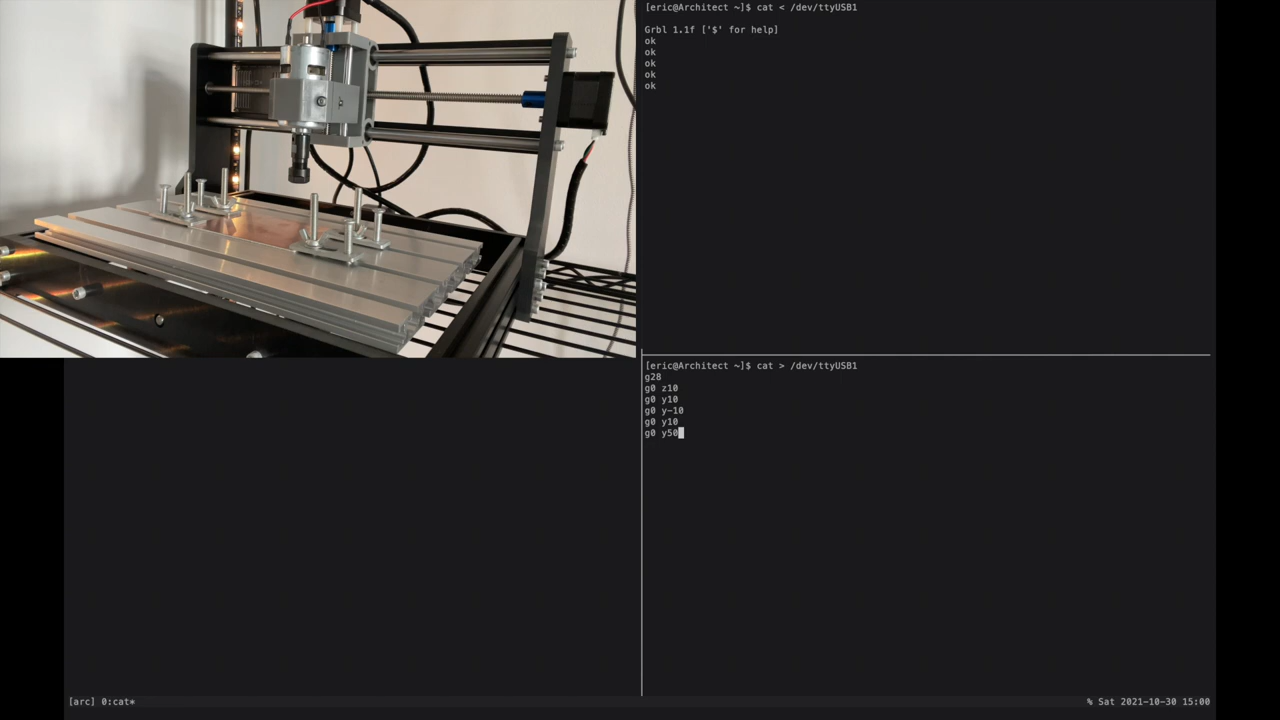 [eric@Architect ~]$ cat < /dev/ttyUSB1
Grbl 1.1f ['$' for help]
ok
ok
ok
ok
ok
[eric@Architect ~]$ cat > /dev/ttyUSB1
g28
g0 z10
g0 y10
g0 y-10
g0 y10
g0 y50
[arc] 0:cat*
% Sat 2021-10-30 15:00